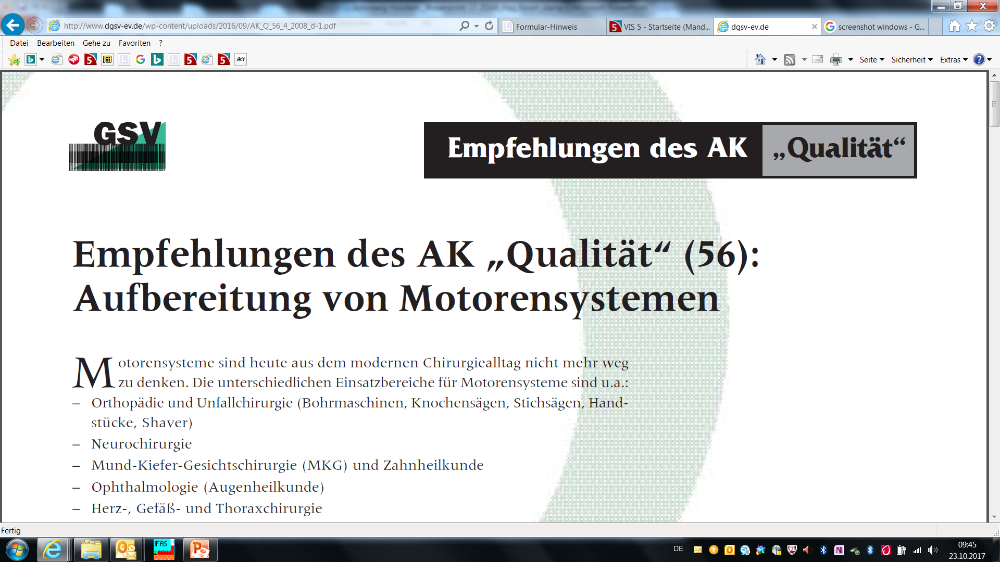 http://www.dgsv-ev.de/wp-content/uploads/2016/09/AK_Q_56_4_2008_d-1.pdf
Formular-Hinweis
VIS 5 - Startseite (Mand...
dgsv-ev.de
screenshot windows - G...
Datei Bearbeiten Gehe zu Favoriten ?
Seite Sicherheit Extras
GSV
Empfehlungen des AK „Qualität“
Empfehlungen des AK „Qualität“ (56):
Aufbereitung von Motorensystemen
Motorensysteme sind heute aus dem modernen Chirurgiealltag nicht mehr weg
zu denken. Die unterschiedlichen Einsatzbereiche für Motorensysteme sind u.a.:
– Orthopädie und Unfallchirurgie (Bohrmaschinen, Knochensägen, Stichsägen, Hand-
stücke, Shaver)
– Neurochirurgie
– Mund-Kiefer-Gesichtschirurgie (MKG) und Zahnheilkunde
– Ophthalmologie (Augenheilkunde)
– Herz-, Gefäß- und Thoraxchirurgie
Fertig
IFAS
DE
09:45
23.10.2017